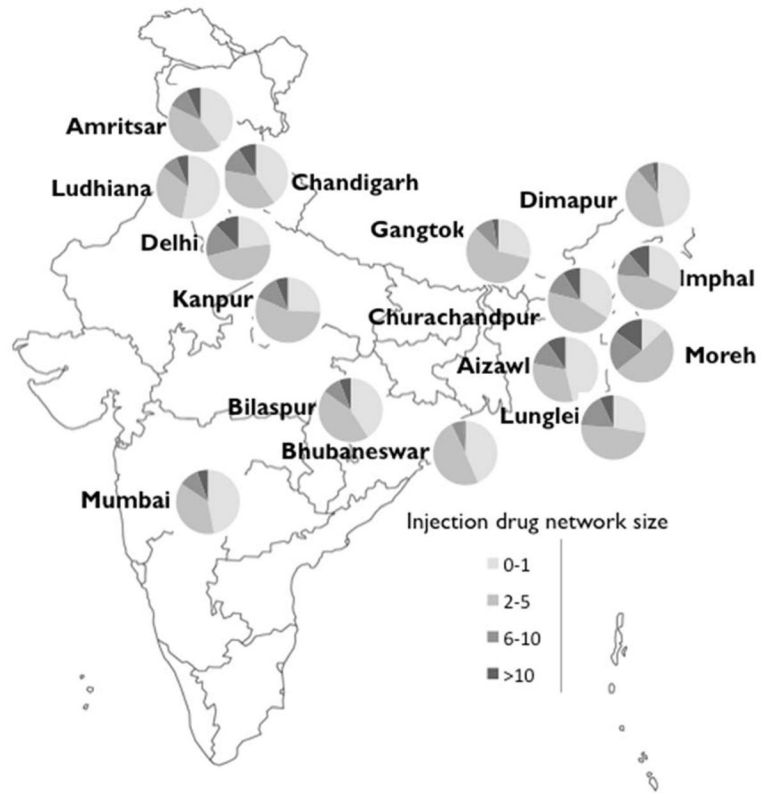 Amritsar
Ludhiana
Chandigarh
Dimapur
Gangtok
Delhi
Imphal
Kanpur
Churachandpur
Moreh
Aizawl
Bilaspur
Lunglei
Bhubaneswar
Mumbai
Injection drug network size
0-1
2-5
6-10
>10